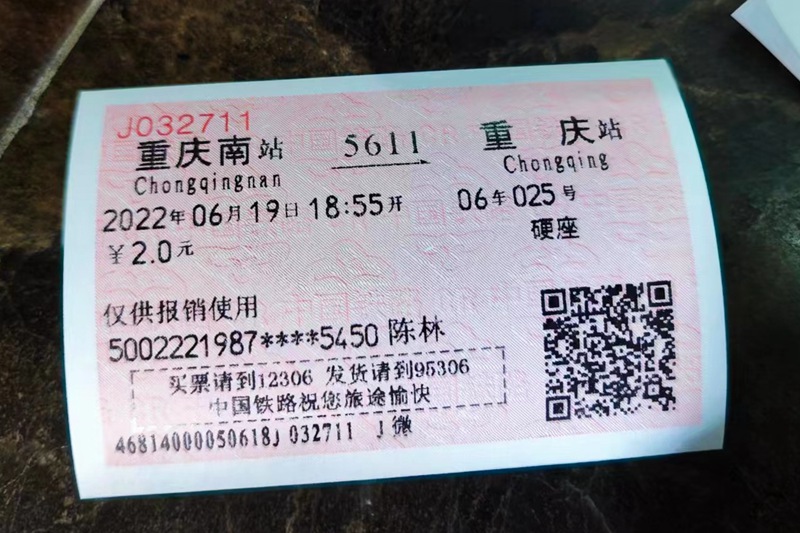 J032711
重庆南站 5611 重庆站
Chongqingnan Chongqing
2022年06月19日18:55开 06车025号
￥2.0元 硬座
仅供报销使用
5002221987****5450 陈林
买票请到12306 发货请到95306
中国铁路祝您旅途愉快
46814000050618J 032711 J 微